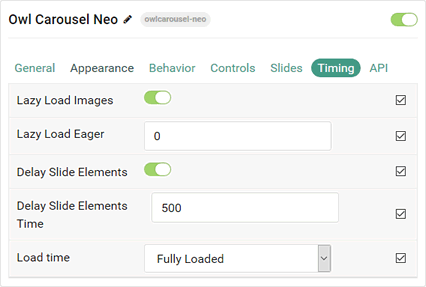 Owl Carousel Neo owlcarousel-neo
General Appearance Behavior Controls Slides Timing API
Lazy Load Images
Lazy Load Eager 0
Delay Slide Elements
Delay Slide Elements Time 500
Load time Fully Loaded